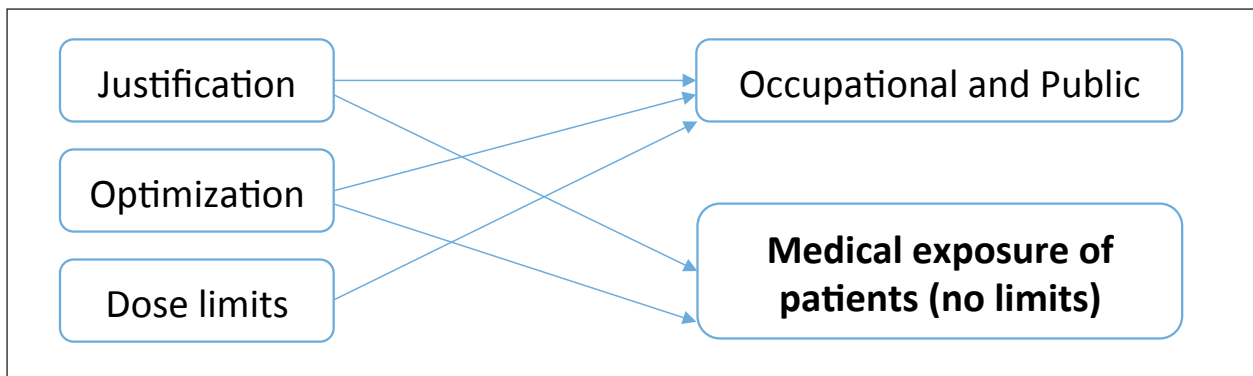 Justification
Occupational and Public
Optimization
Medical exposure of
patients (no limits)
Dose limits